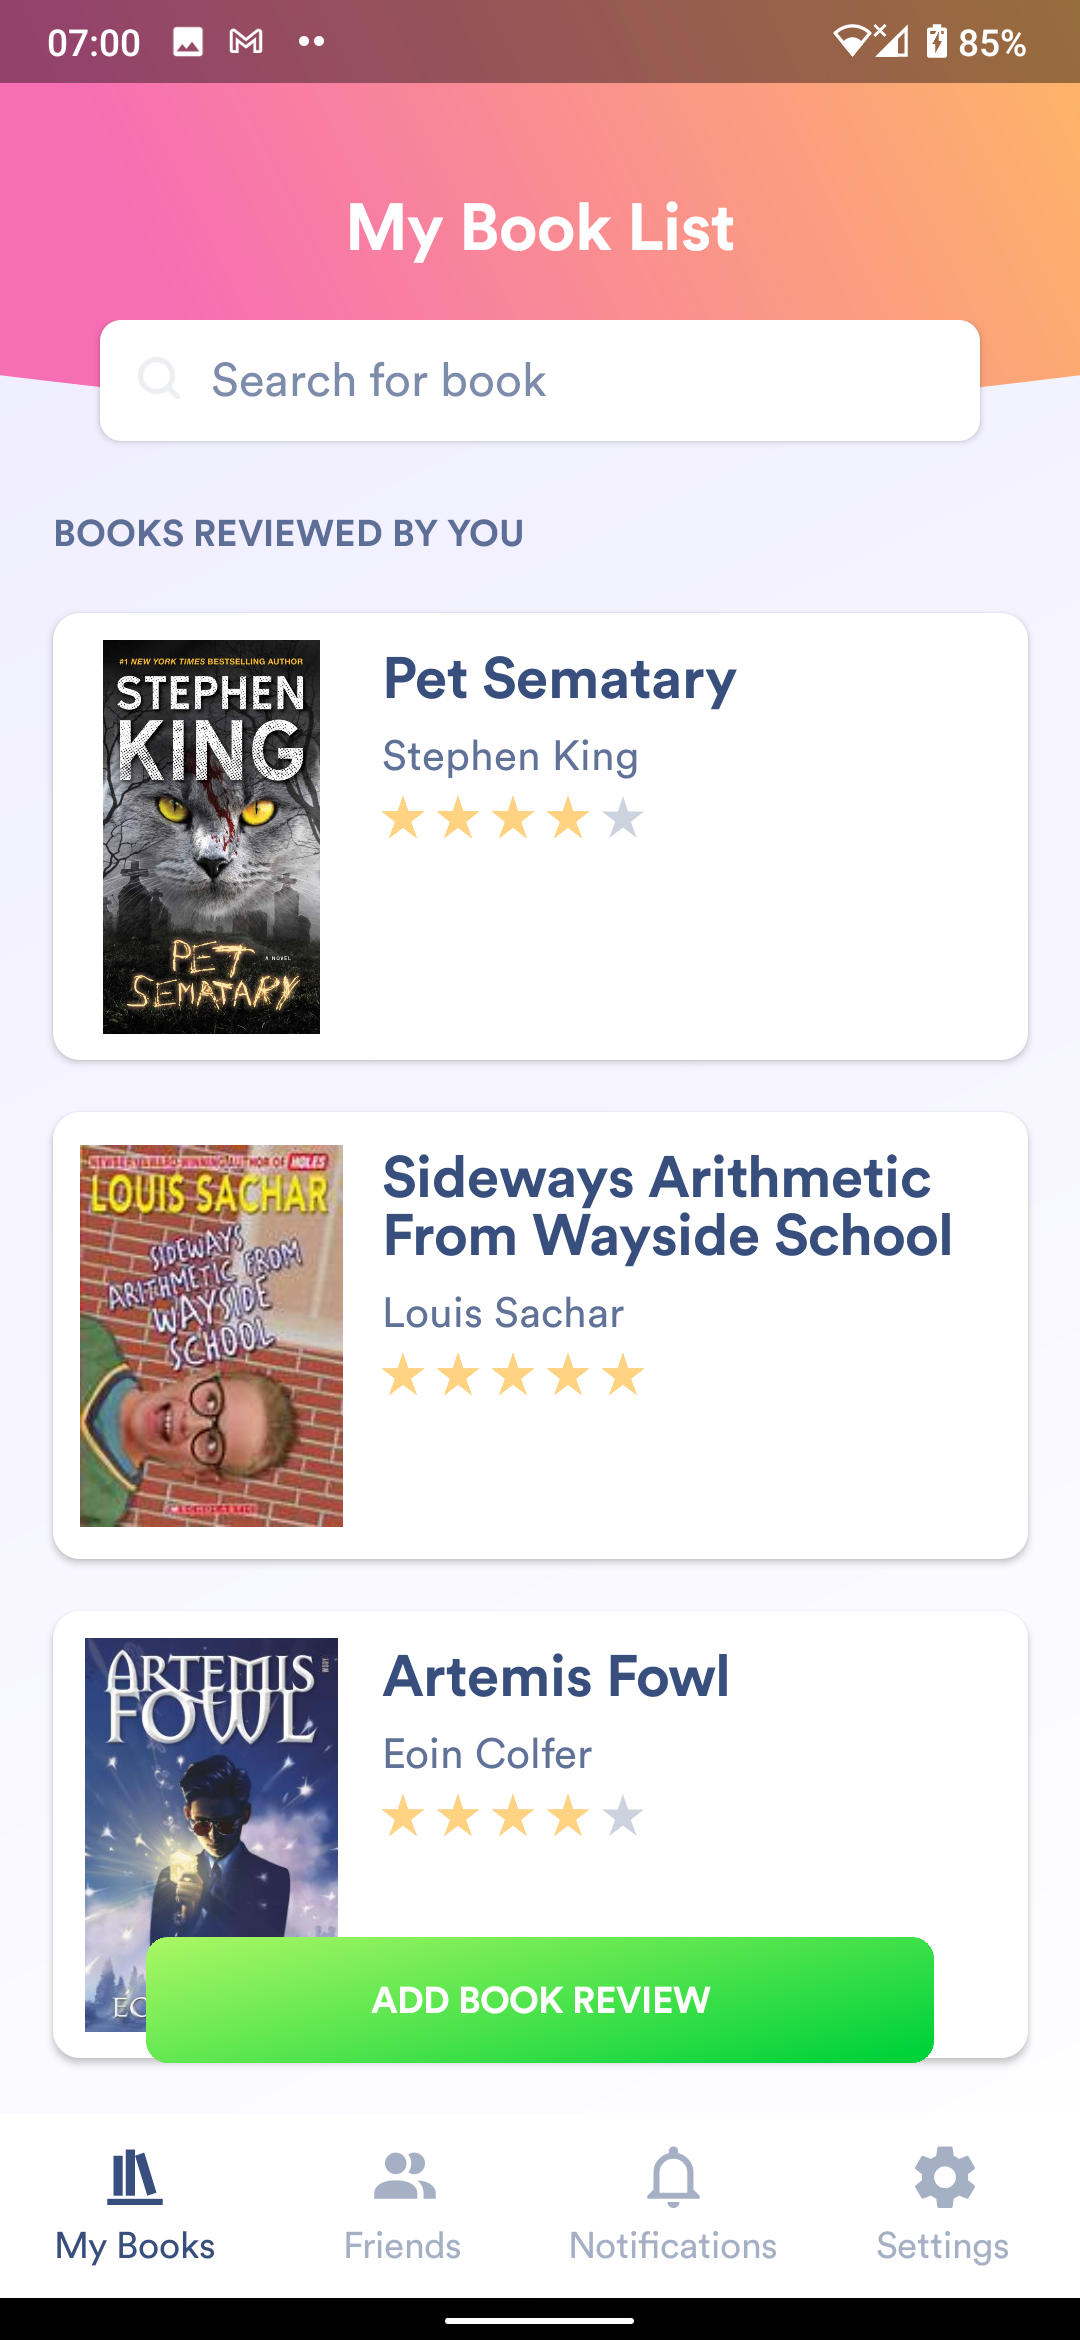 07:00
85%
My Book List
Search for book
BOOKS REVIEWED BY YOU
#1 NEW YORK TIMES BESTSELLING AUTHOR
STEPHEN
KING
PET
A NOVEL
SEMATARY
Pet Sematary
Stephen King
NEWBERY AWARD-WINNING AUTHOR OF HOLES
LOUIS SACHAR
SIDEWAYS
ARITHMETIC FROM
WAYSIDE
SCHOOL
SCHOLASTIC
Sideways Arithmetic
From Wayside School
Louis Sachar
ARTEMIS
FOWL
Artemis Fowl
Eoin Colfer
ADD BOOK REVIEW
My Books
Friends
Notifications
Settings